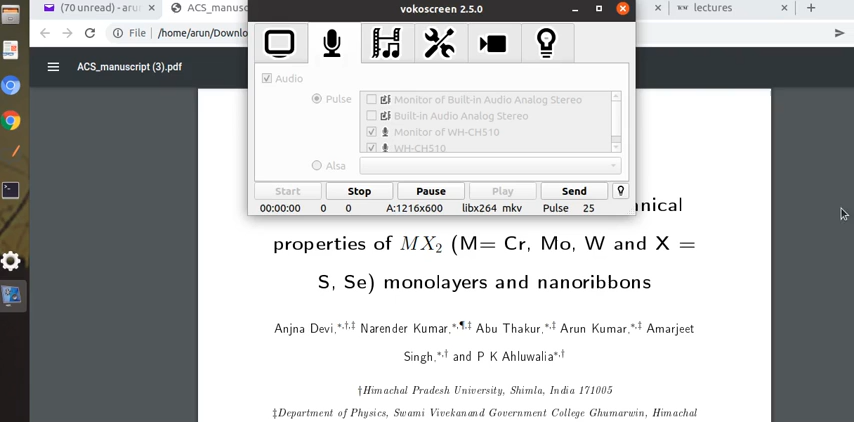 (70 unread) - arun
ACS_manus
vokoscreen 2.5.0
lectures
File /home/arun/Downlo
ACS_manuscript (3).pdf
Audio
Pulse
Monitor of Built-in Audio Analog Stereo
Built-in Audio Analog Stereo
Monitor of WH-CH510
WH-CH510
Alsa
Start Stop Pause Play Send
00:00:00 0 0 A:1216x600 libx264 mkv Pulse 25
nical
properties of MX₂ (M= Cr, Mo, W and X =
S, Se) monolayers and nanoribbons
Anjna Devi,*,†,‡ Narender Kumar,*,¶,‡ Abu Thakur,*,‡ Arun Kumar,*,‡ Amarjeet
Singh,*,† and P K Ahluwalia*,†
†Himachal Pradesh University, Shimla, India 171005
‡Department of Physics, Swami Vivekanand Government College Ghumarwin, Himachal